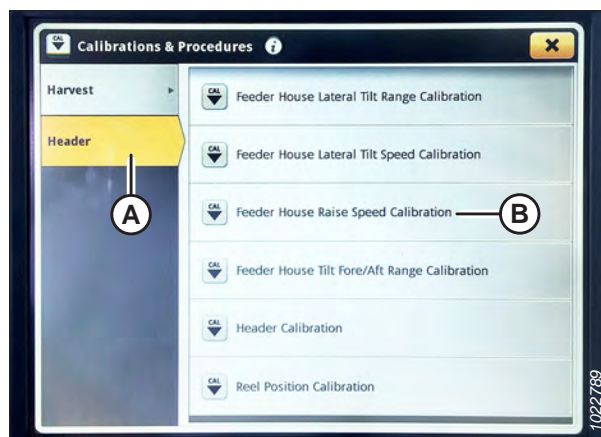 CAL
Calibrations & Procedures i
Harvest
Header
CAL Feeder House Lateral Tilt Range Calibration
CAL Feeder House Lateral Tilt Speed Calibration
CAL Feeder House Raise Speed Calibration
CAL Feeder House Tilt Fore/Aft Range Calibration
CAL Header Calibration
CAL Reel Position Calibration
A
B
1022789